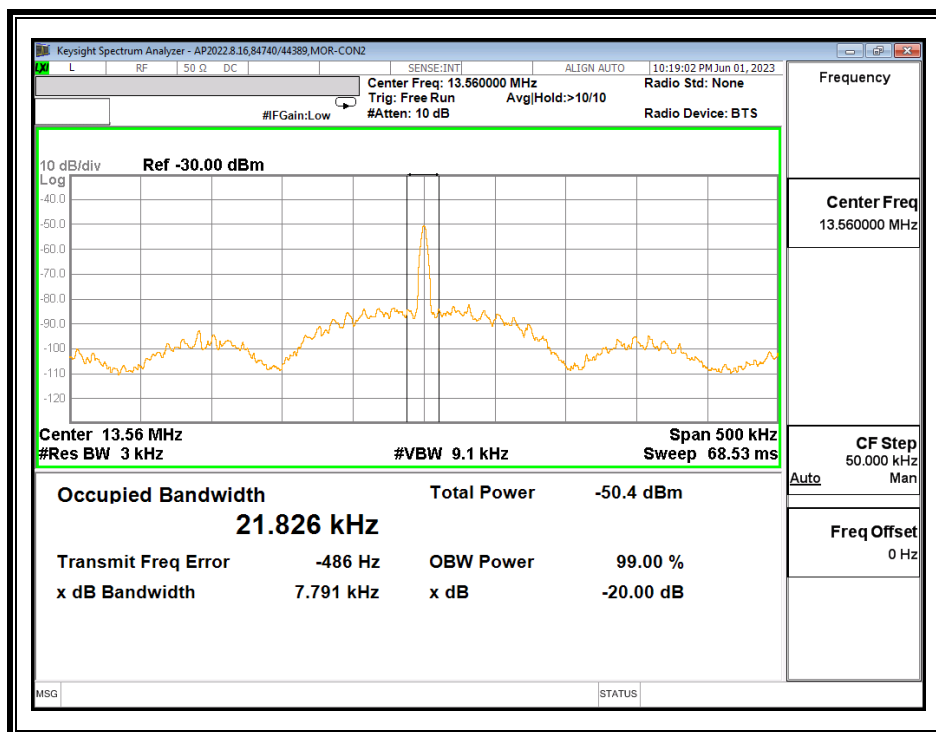 Keysight Spectrum Analyzer - AP2022.8.16,84740/44389,MOR-CON2
LXI L RF 50 Ω DC SENSE:INT ALIGN AUTO 10:19:02 PM Jun 01, 2023
Center Freq: 13.560000 MHz Radio Std: None
Trig: Free Run Avg|Hold:>10/10
#IFGain:Low #Atten: 10 dB Radio Device: BTS
10 dB/div Ref -30.00 dBm
Log
-40.0
-50.0
-60.0
-70.0
-80.0
-90.0
-100
-110
-120
Center 13.56 MHz Span 500 kHz
#Res BW 3 kHz #VBW 9.1 kHz Sweep 68.53 ms
Occupied Bandwidth Total Power -50.4 dBm
21.826 kHz
Transmit Freq Error -486 Hz OBW Power 99.00 %
x dB Bandwidth 7.791 kHz x dB -20.00 dB
MSG STATUS
Frequency
Center Freq
13.560000 MHz
CF Step
50.000 kHz
Auto Man
Freq Offset
0 Hz